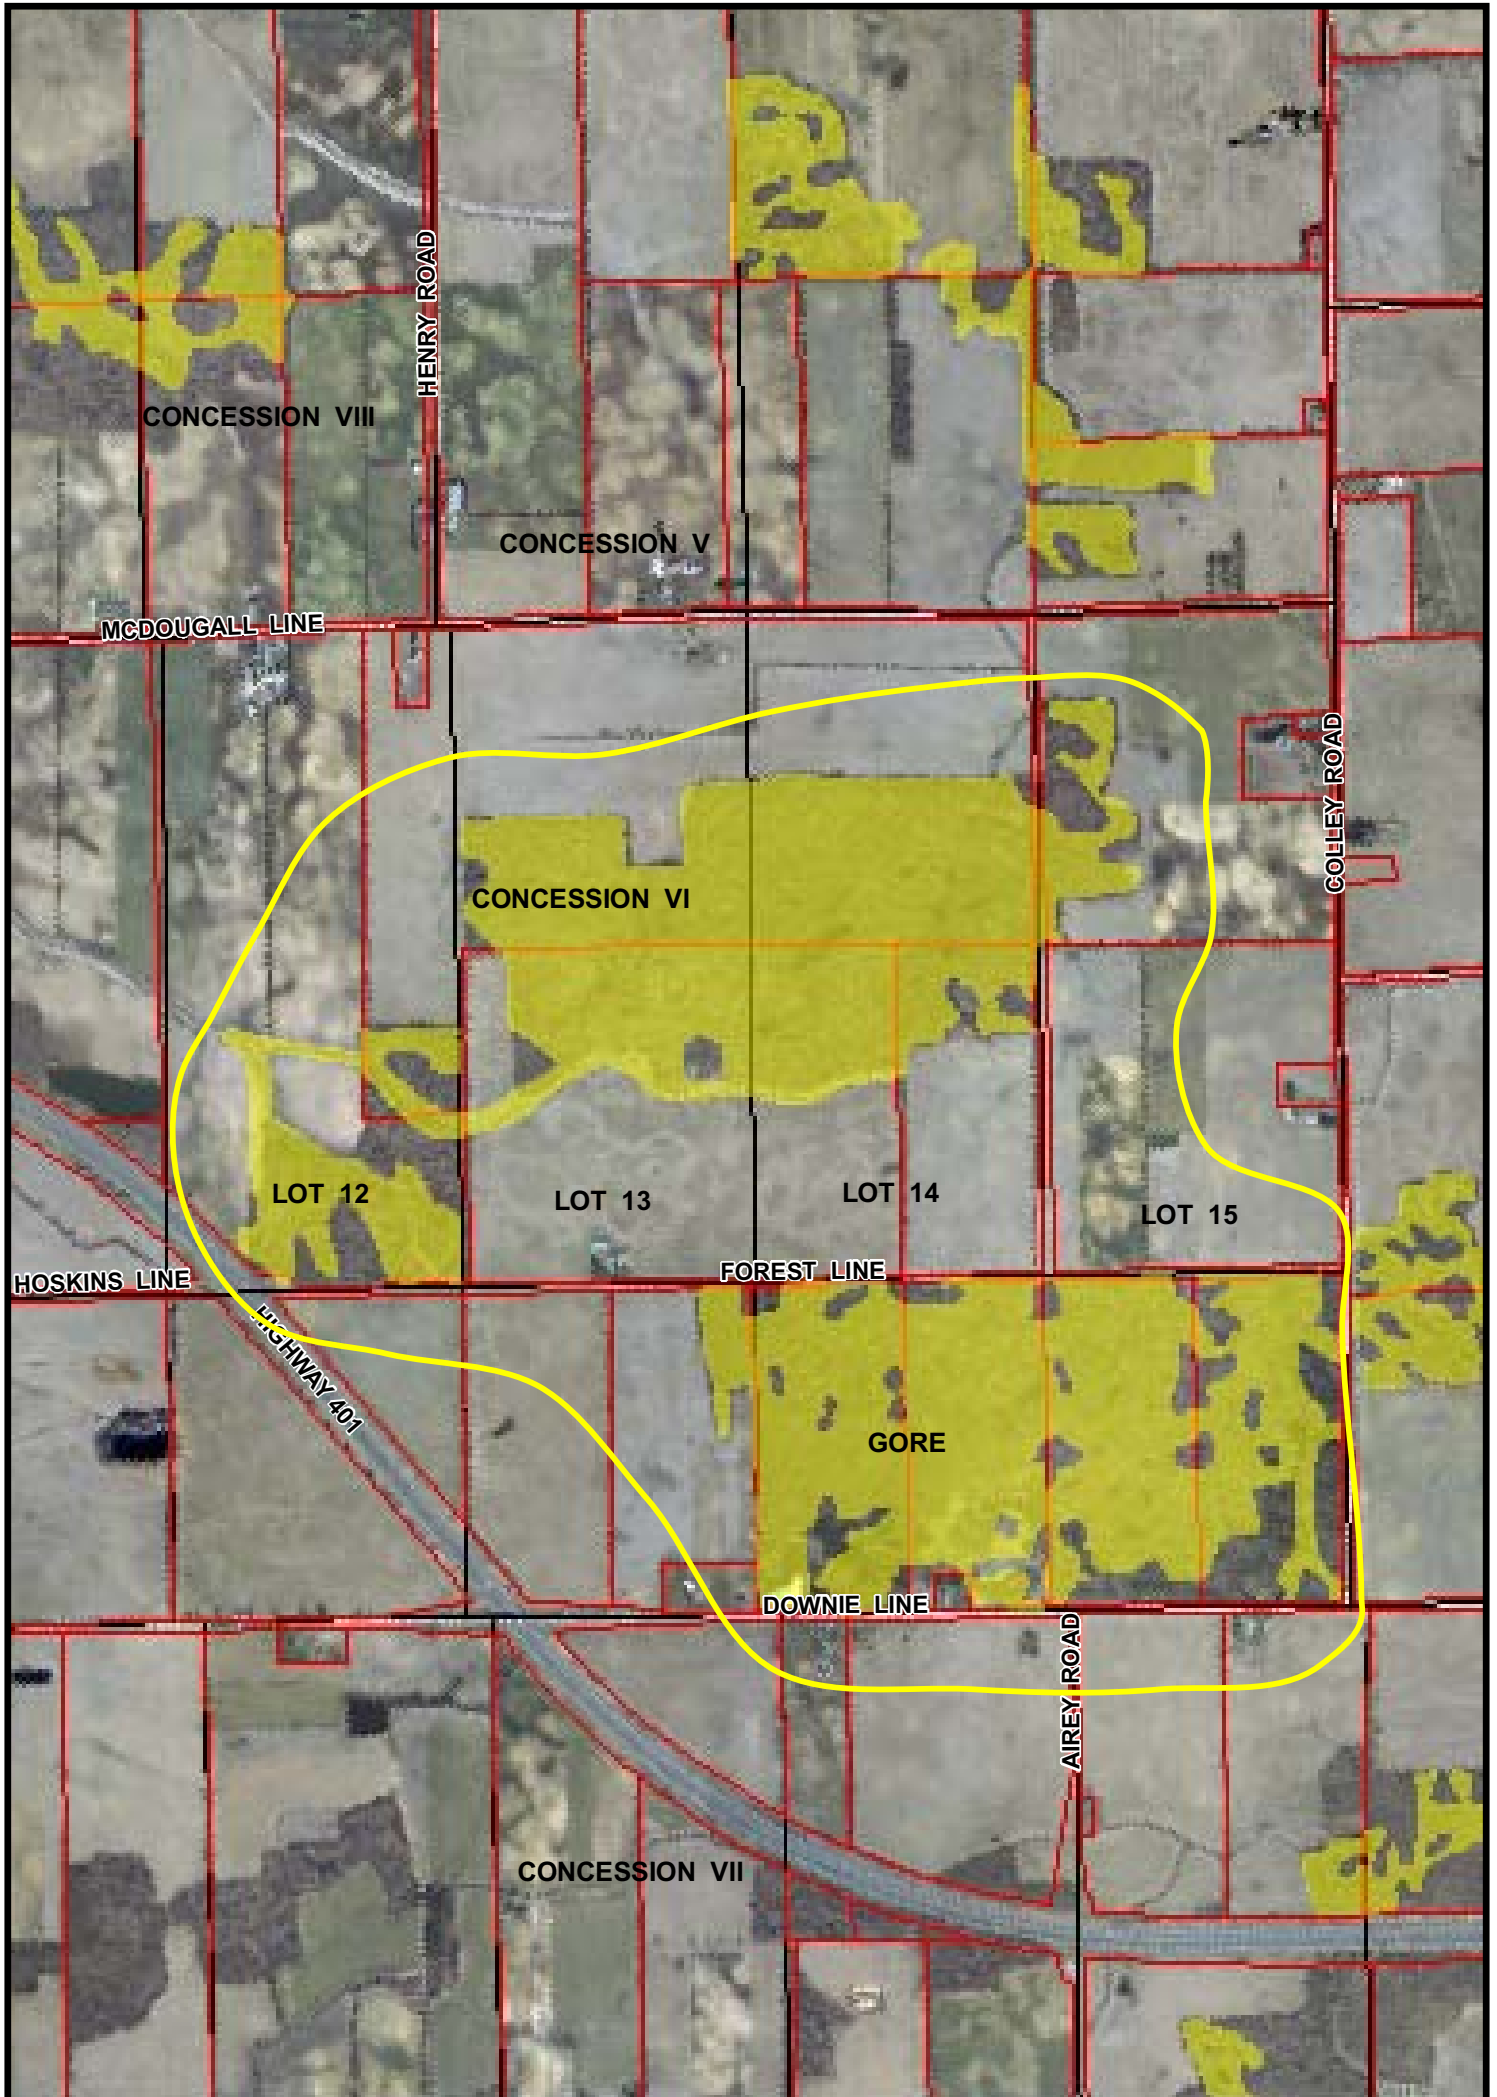 HENRY ROAD
CONCESSION VIII
CONCESSION V
MCDOUGALL LINE
COLLEY ROAD
CONCESSION VI
LOT 12
LOT 13
LOT 14
LOT 15
HOSKINS LINE
FOREST LINE
HIGHWAY 401
GORE
DOWNIE LINE
AIREY ROAD
CONCESSION VII